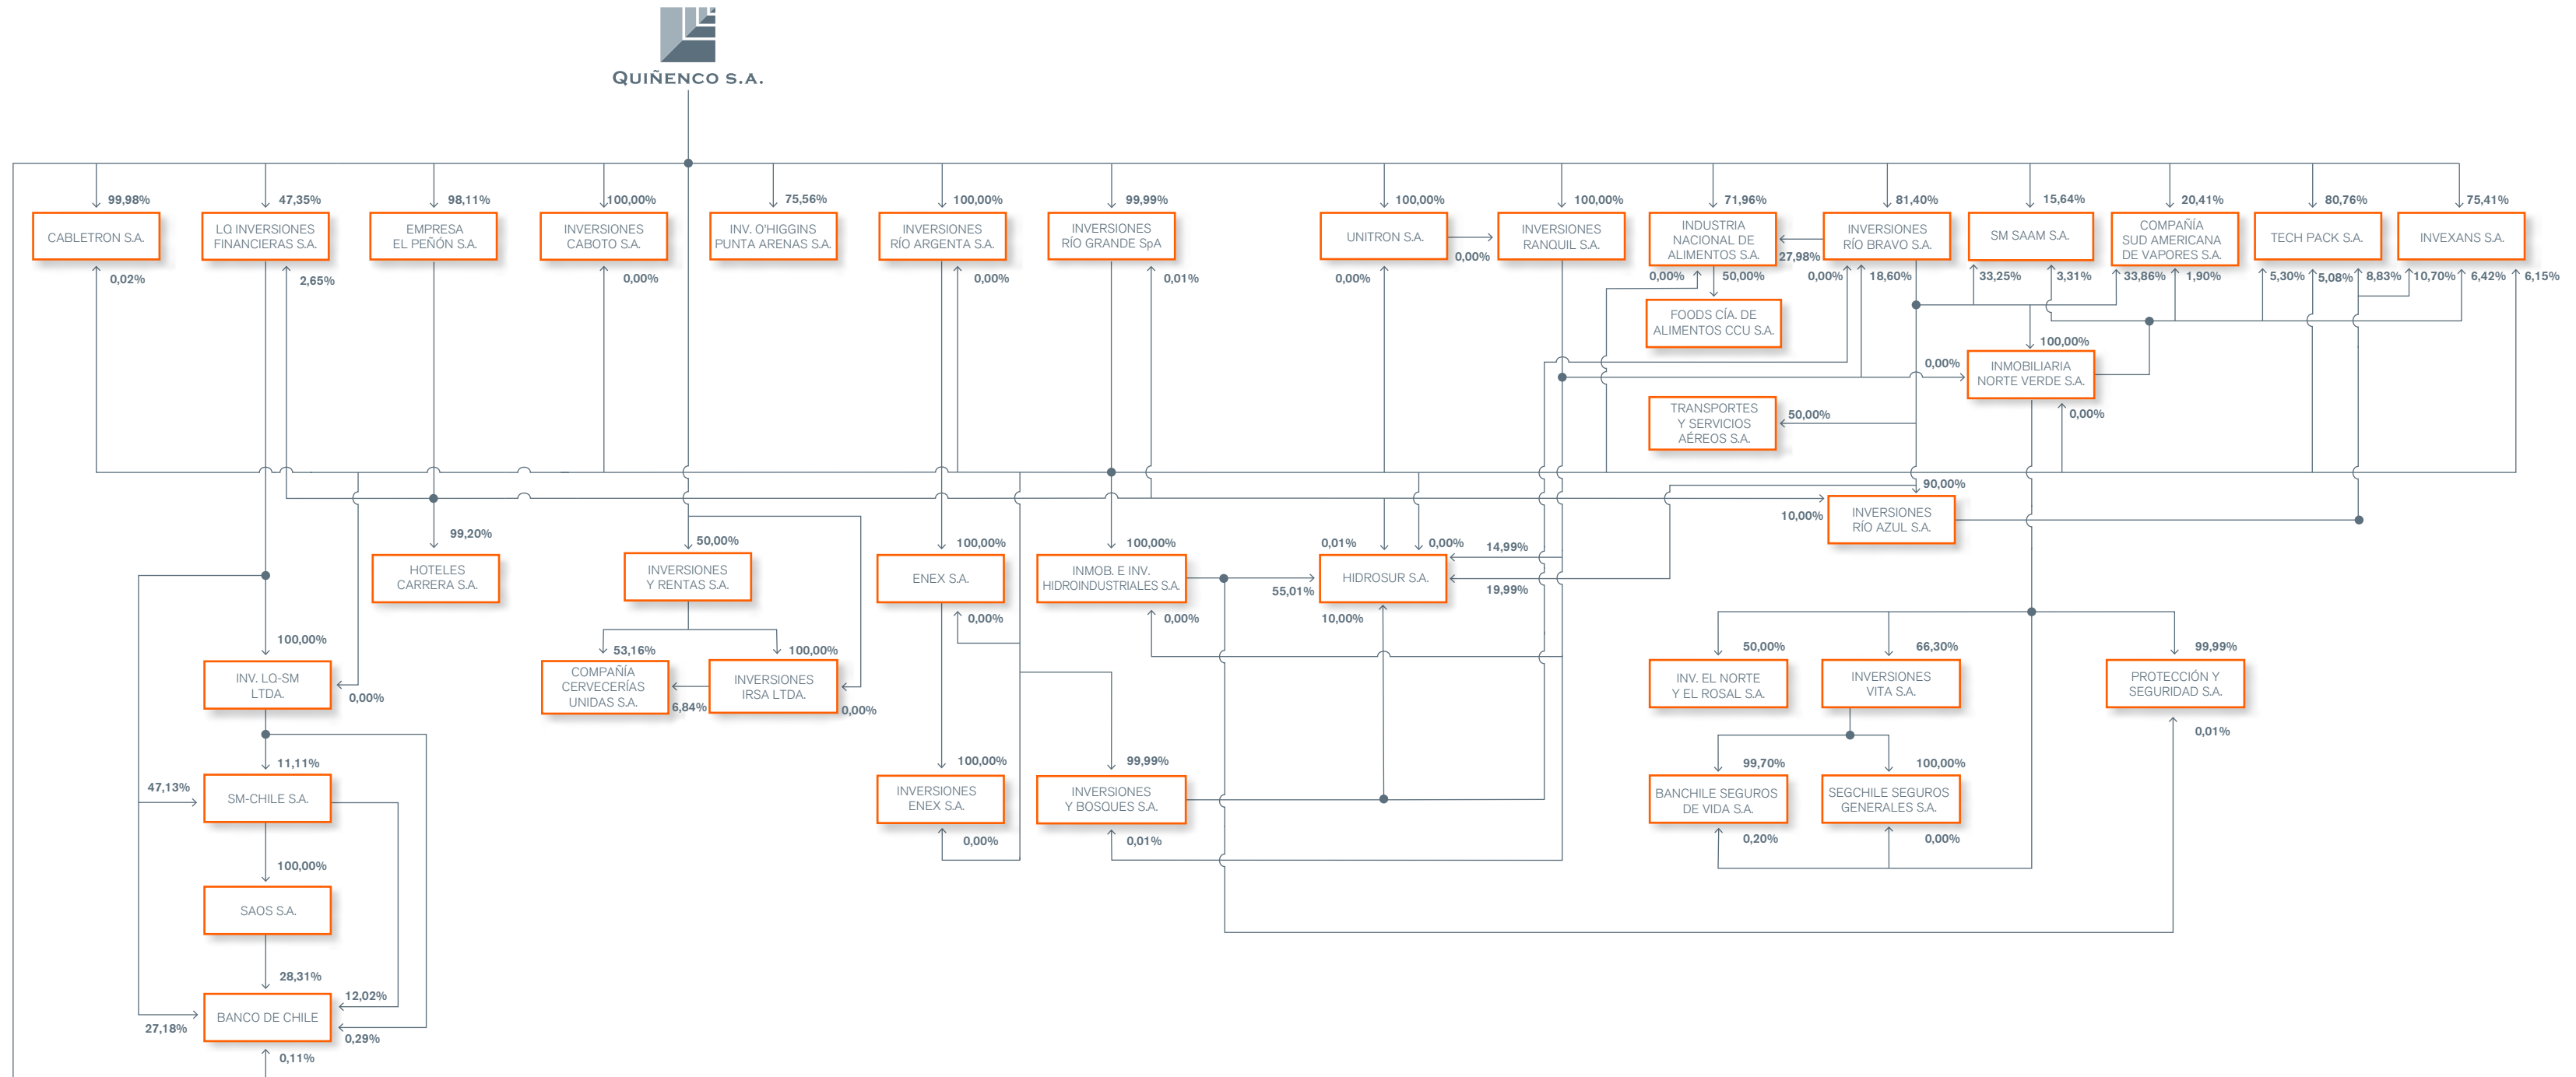 QUIÑENCO S.A.
99,98%
47,35%
98,11%
100,00%
75,56%
100,00%
99,99%
100,00%
100,00%
71,96%
81,40%
15,64%
20,41%
80,76%
75,41%
CABLETRON S.A.
LQ INVERSIONES
FINANCIERAS S.A.
EMPRESA
EL PEÑÓN S.A.
INVERSIONES
CABOTO S.A.
INV. O'HIGGINS
PUNTA ARENAS S.A.
INVERSIONES
RÍO ARGENTA S.A.
INVERSIONES
RÍO GRANDE SpA
UNITRON S.A.
0,00%
INVERSIONES
RANQUIL S.A.
INDUSTRIA
NACIONAL DE
ALIMENTOS S.A.
27,98%
INVERSIONES
RÍO BRAVO S.A.
SM SAAM S.A.
COMPAÑÍA
SUD AMERICANA
DE VAPORES S.A.
TECH PACK S.A.
INVEXANS S.A.
0,02%
2,65%
0,00%
0,00%
0,01%
0,00%
0,00%
50,00%
0,00%
18,60%
33,25%
3,31%
33,86%
1,90%
5,30%
5,08%
8,83%
10,70%
6,42%
6,15%
FOODS CÍA. DE
ALIMENTOS CCU S.A.
100,00%
0,00%
INMOBILIARIA
NORTE VERDE S.A.
0,00%
TRANSPORTES
Y SERVICIOS
AÉREOS S.A.
50,00%
90,00%
10,00%
INVERSIONES
RÍO AZUL S.A.
99,20%
HOTELES
CARRERA S.A.
50,00%
INVERSIONES
Y RENTAS S.A.
100,00%
ENEX S.A.
0,00%
100,00%
INMOB. E INV.
HIDROINDUSTRIALES S.A.
0,00%
55,01%
0,01%
0,00%
14,99%
HIDROSUR S.A.
19,99%
10,00%
100,00%
INV. LQ-SM
LTDA.
0,00%
53,16%
COMPAÑÍA
CERVECERÍAS
UNIDAS S.A.
6,84%
100,00%
INVERSIONES
IRSA LTDA.
0,00%
50,00%
INV. EL NORTE
Y EL ROSAL S.A.
66,30%
INVERSIONES
VITA S.A.
99,99%
PROTECCIÓN Y
SEGURIDAD S.A.
0,01%
11,11%
47,13%
SM-CHILE S.A.
100,00%
INVERSIONES
ENEX S.A.
0,00%
99,99%
INVERSIONES
Y BOSQUES S.A.
0,01%
99,70%
BANCHILE SEGUROS
DE VIDA S.A.
0,20%
100,00%
SEGCHILE SEGUROS
GENERALES S.A.
0,00%
100,00%
SAOS S.A.
28,31%
12,02%
BANCO DE CHILE
27,18%
0,29%
0,11%